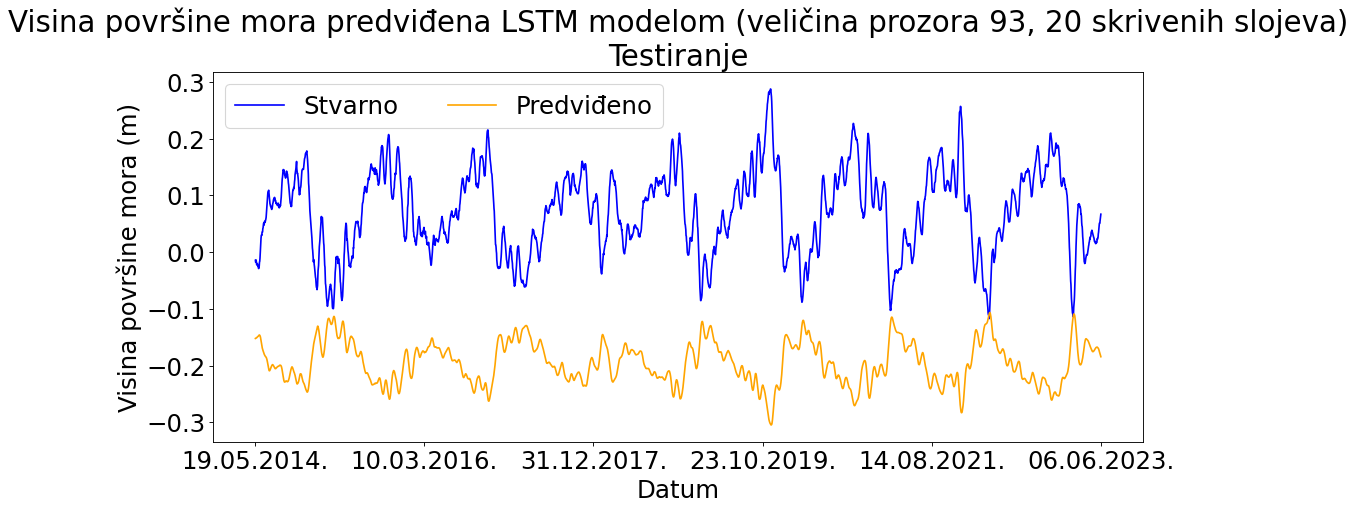 Visina površine mora predviđena LSTM modelom (veličina prozora 93, 20 skrivenih slojeva)
Testiranje
Stvarno
Predviđeno
Visina površine mora (m)
0.3
0.2
0.1
0.0
−0.1
−0.2
−0.3
19.05.2014.
10.03.2016.
31.12.2017.
23.10.2019.
14.08.2021.
06.06.2023.
Datum